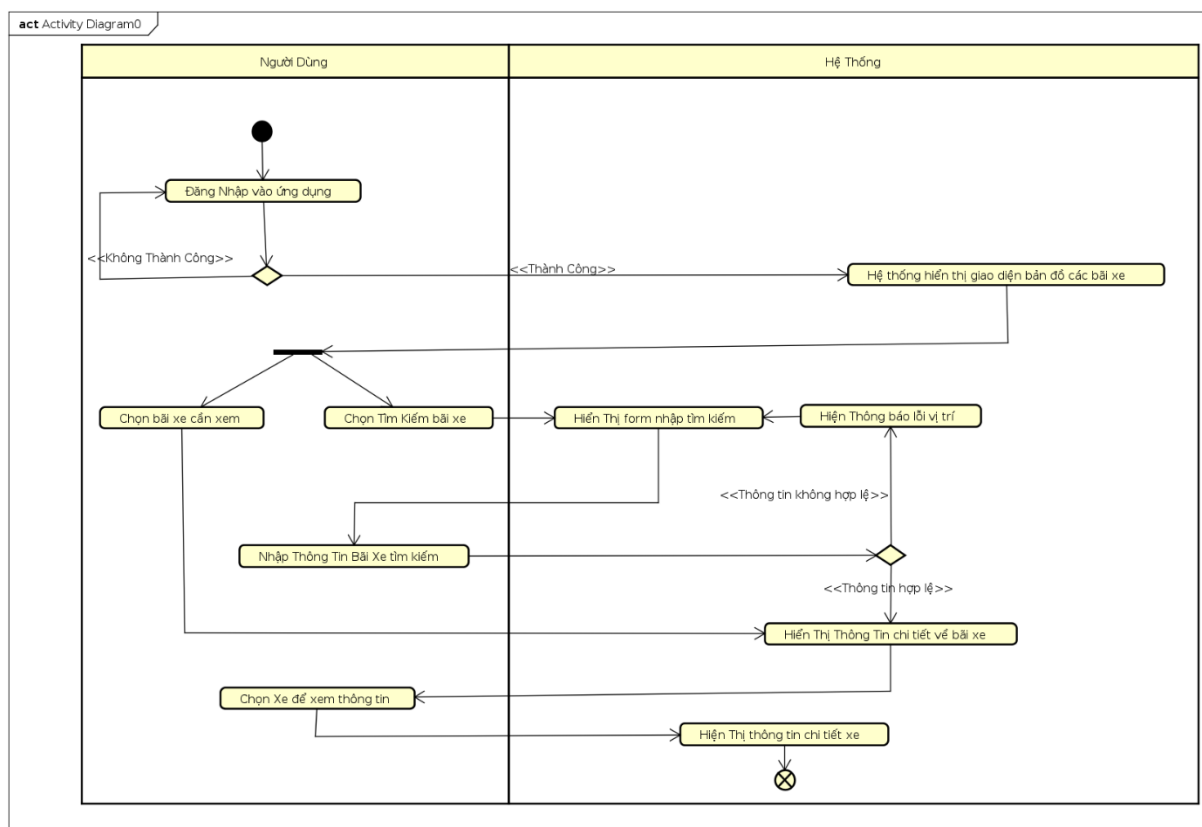 act Activity Diagram0
Người Dùng
Hệ Thống
Đăng Nhập vào ứng dụng
<<Không Thành Công>>
<<Thành Công>>
Hệ thống hiển thị giao diện bản đồ các bãi xe
Chọn bãi xe cần xem
Chọn Tìm Kiếm bãi xe
Hiển Thị form nhập tìm kiếm
Hiện Thông báo lỗi vị trí
<<Thông tin không hợp lệ>>
Nhập Thông Tin Bãi Xe tìm kiếm
<<Thông tin hợp lệ>>
Hiển Thị Thông Tin chi tiết về bãi xe
Chọn Xe để xem thông tin
Hiện Thị thông tin chi tiết xe